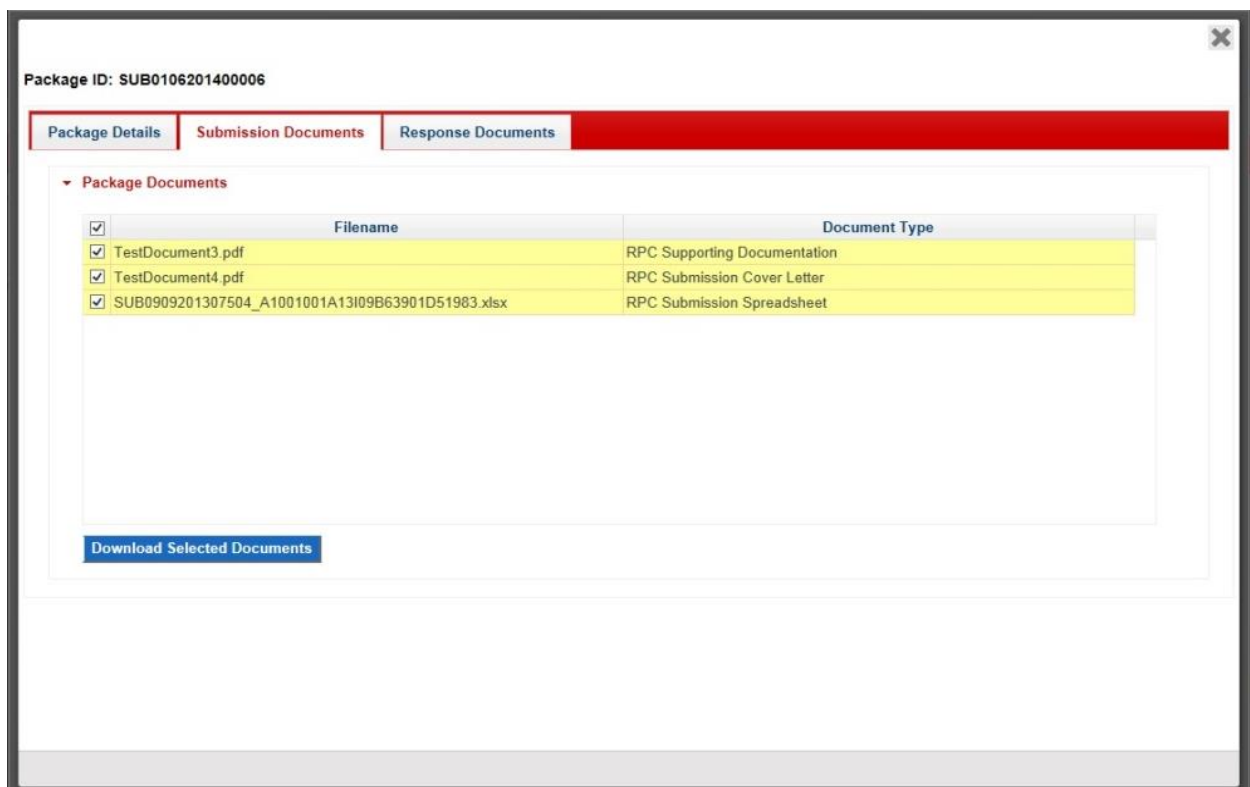 Package ID: SUB0106201400006
Package Details Submission Documents Response Documents
Package Documents
Filename Document Type
TestDocument3.pdf RPC Supporting Documentation
TestDocument4.pdf RPC Submission Cover Letter
SUB0909201307504_A1001001A13I09B63901D51983.xlsx RPC Submission Spreadsheet
Download Selected Documents